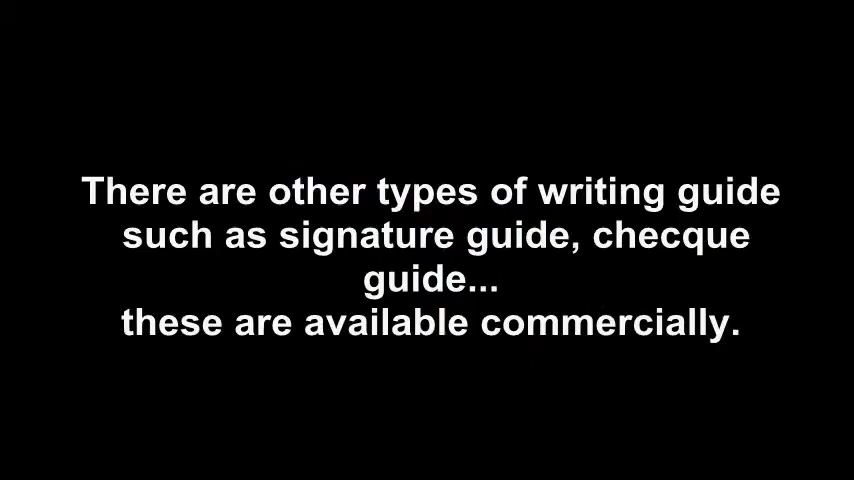 There are other types of writing guide
such as signature guide, checque
guide...
these are available commercially.